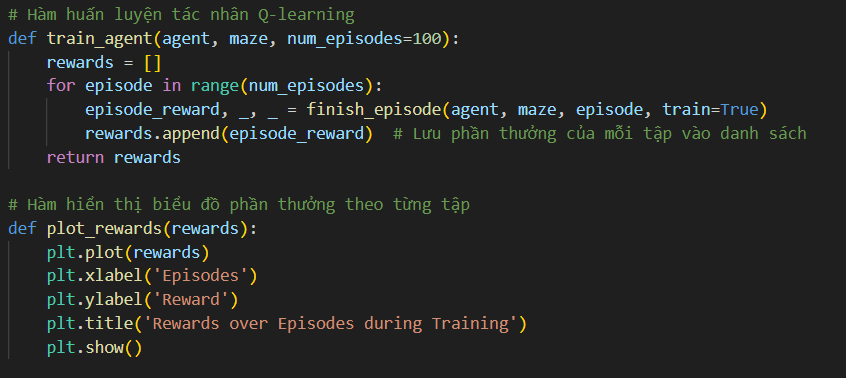 # Hàm huấn luyện tác nhân Q-learning
def train_agent(agent, maze, num_episodes=100):
    rewards = []
    for episode in range(num_episodes):
        episode_reward, _, _ = finish_episode(agent, maze, episode, train=True)
        rewards.append(episode_reward)  # Lưu phần thưởng của mỗi tập vào danh sách
    return rewards

# Hàm hiển thị biểu đồ phần thưởng theo từng tập
def plot_rewards(rewards):
    plt.plot(rewards)
    plt.xlabel('Episodes')
    plt.ylabel('Reward')
    plt.title('Rewards over Episodes during Training')
    plt.show()